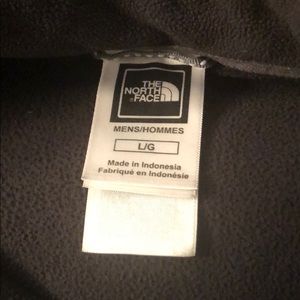 THE
NORTH
FACE
MENS/HOMMES
L/G
Made in Indonesia
Fabriqué en Indonésie